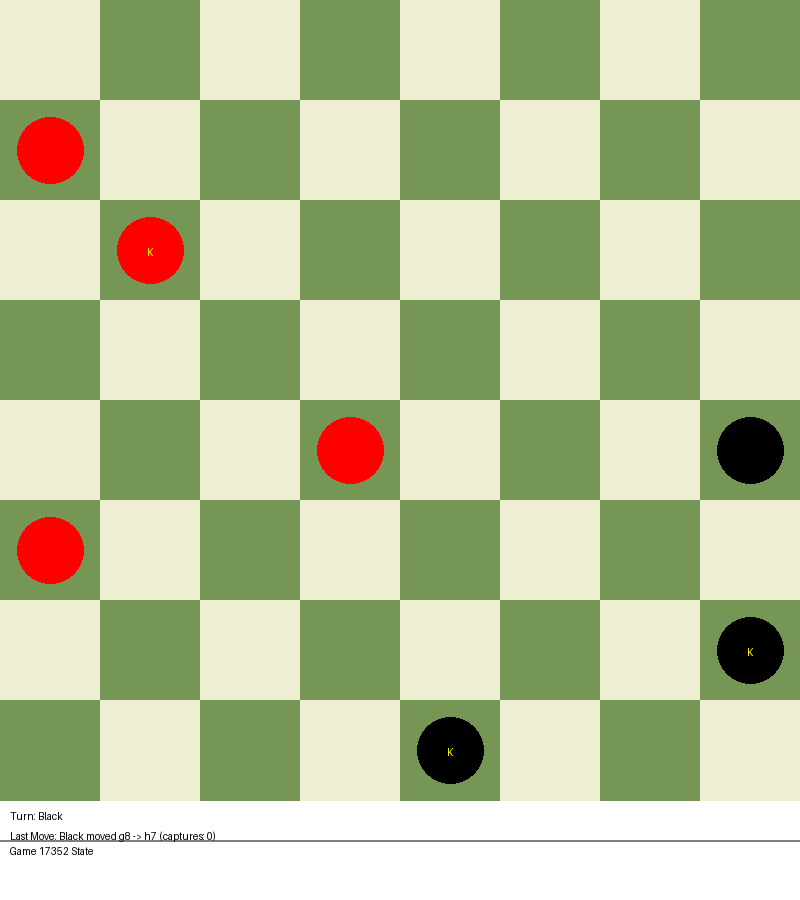 K
K
K
Turn: Black
Last Move: Black moved g8 -> h7 (captures: 0)
Game 17352 State